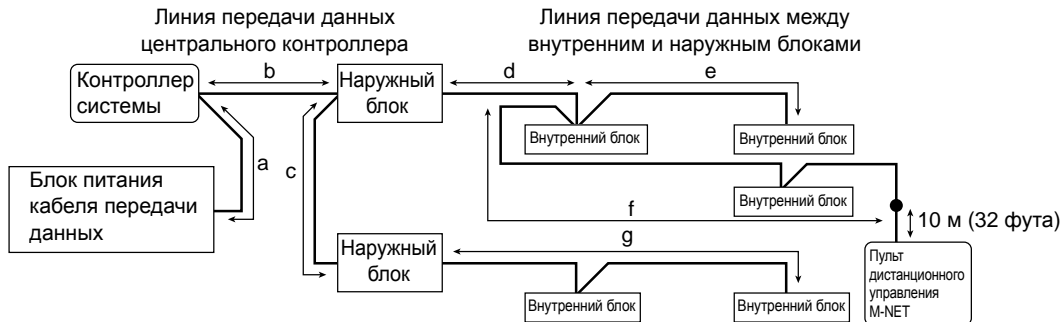 Линия передачи данных
центрального контроллера
Линия передачи данных между
внутренним и наружным блоками
Контроллер
системы
b
Наружный
блок
d
e
Внутренний блок
Внутренний блок
a
c
Блок питания
кабеля передачи
данных
Внутренний блок
f
10 м (32 фута)
g
Наружный
блок
Пульт
дистанционного
управления
M-NET
Внутренний блок
Внутренний блок